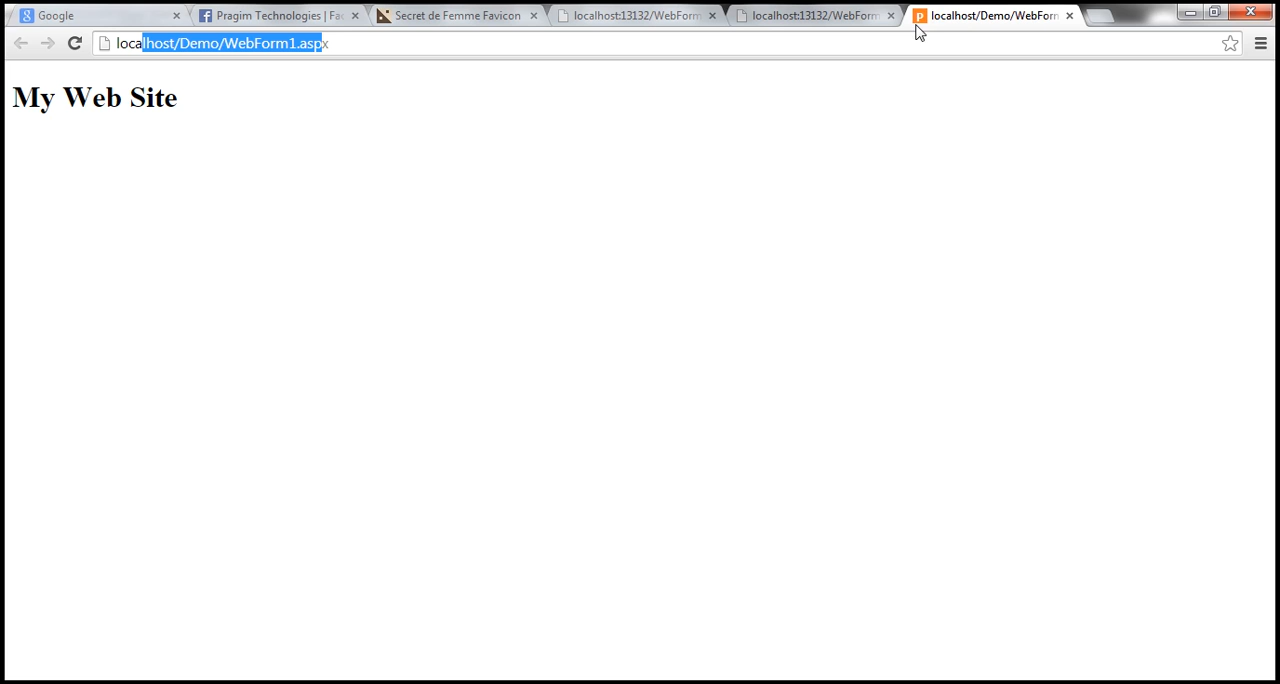 Google
Pragim Technologies | Fac
Secret de Femme Favicon
localhost:13132/WebForm
localhost:13132/WebForm
p localhost/Demo/WebForm
localhost/Demo/WebForm1.aspx
My Web Site